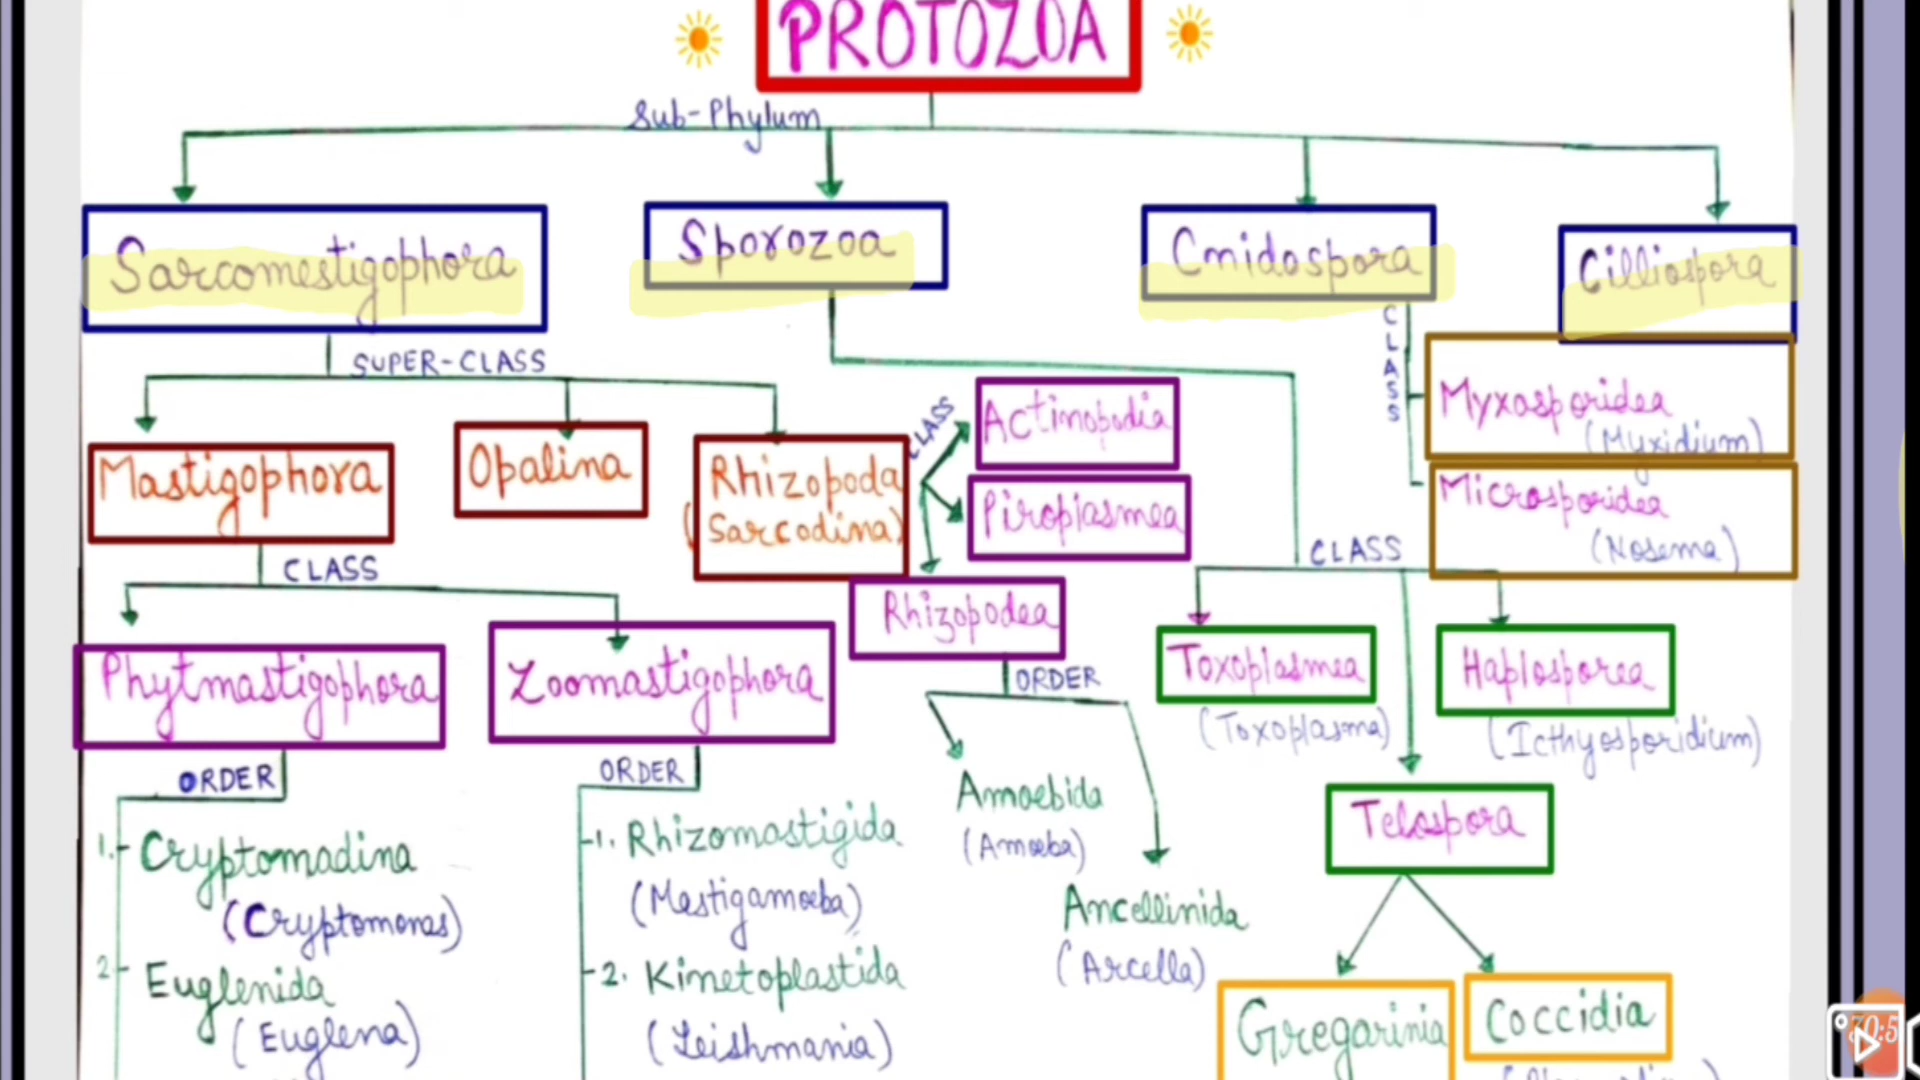 PROTOZOA
Sub-Phylum
Sarcomestigophora
Sporozoa
Cnidospora
Cilliospora
SUPER-CLASS
CLASS
Mastigophora
Opalina
Rhizopoda
(Sarcodina)
CLASS
Actinopodia
Piroplasmea
Rhizopodea
Myxosporidea
(Myxidium)
Microsporidea
(Nosema)
CLASS
Phytmastigophora
Zoomastigophora
ORDER
Amoebida
(Amoeba)
Ancellinida
(Arcella)
CLASS
Toxoplasmea
(Toxoplasma)
Haplosporea
(Icthyosporidium)
Telospora
Gregarinia
Coccidia
ORDER
1. Cryptomadina
(Cryptomonas)
2 Euglenida
(Euglena)
ORDER
1. Rhizomastigida
(Mastigamoeba)
2. Kinetoplastida
(Leishmania)